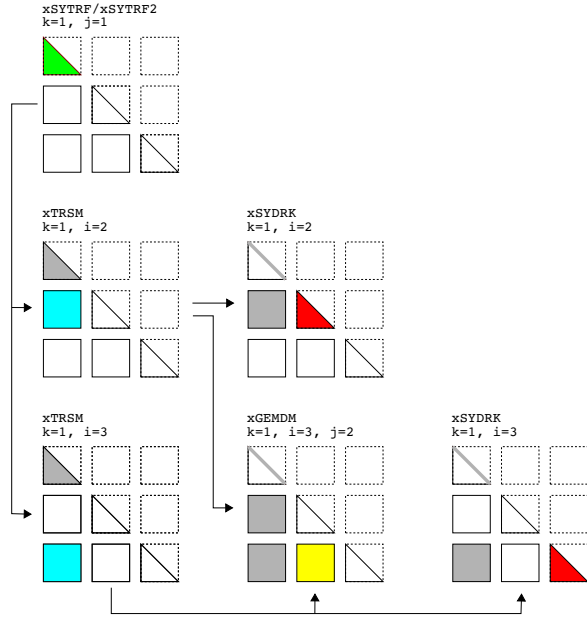 xSYTRF/xSYTRF2
k=1, j=1
xTRSM
k=1, i=2
xSYDRK
k=1, i=2
xTRSM
k=1, i=3
xGEMDM
k=1, i=3, j=2
xSYDRK
k=1, i=3